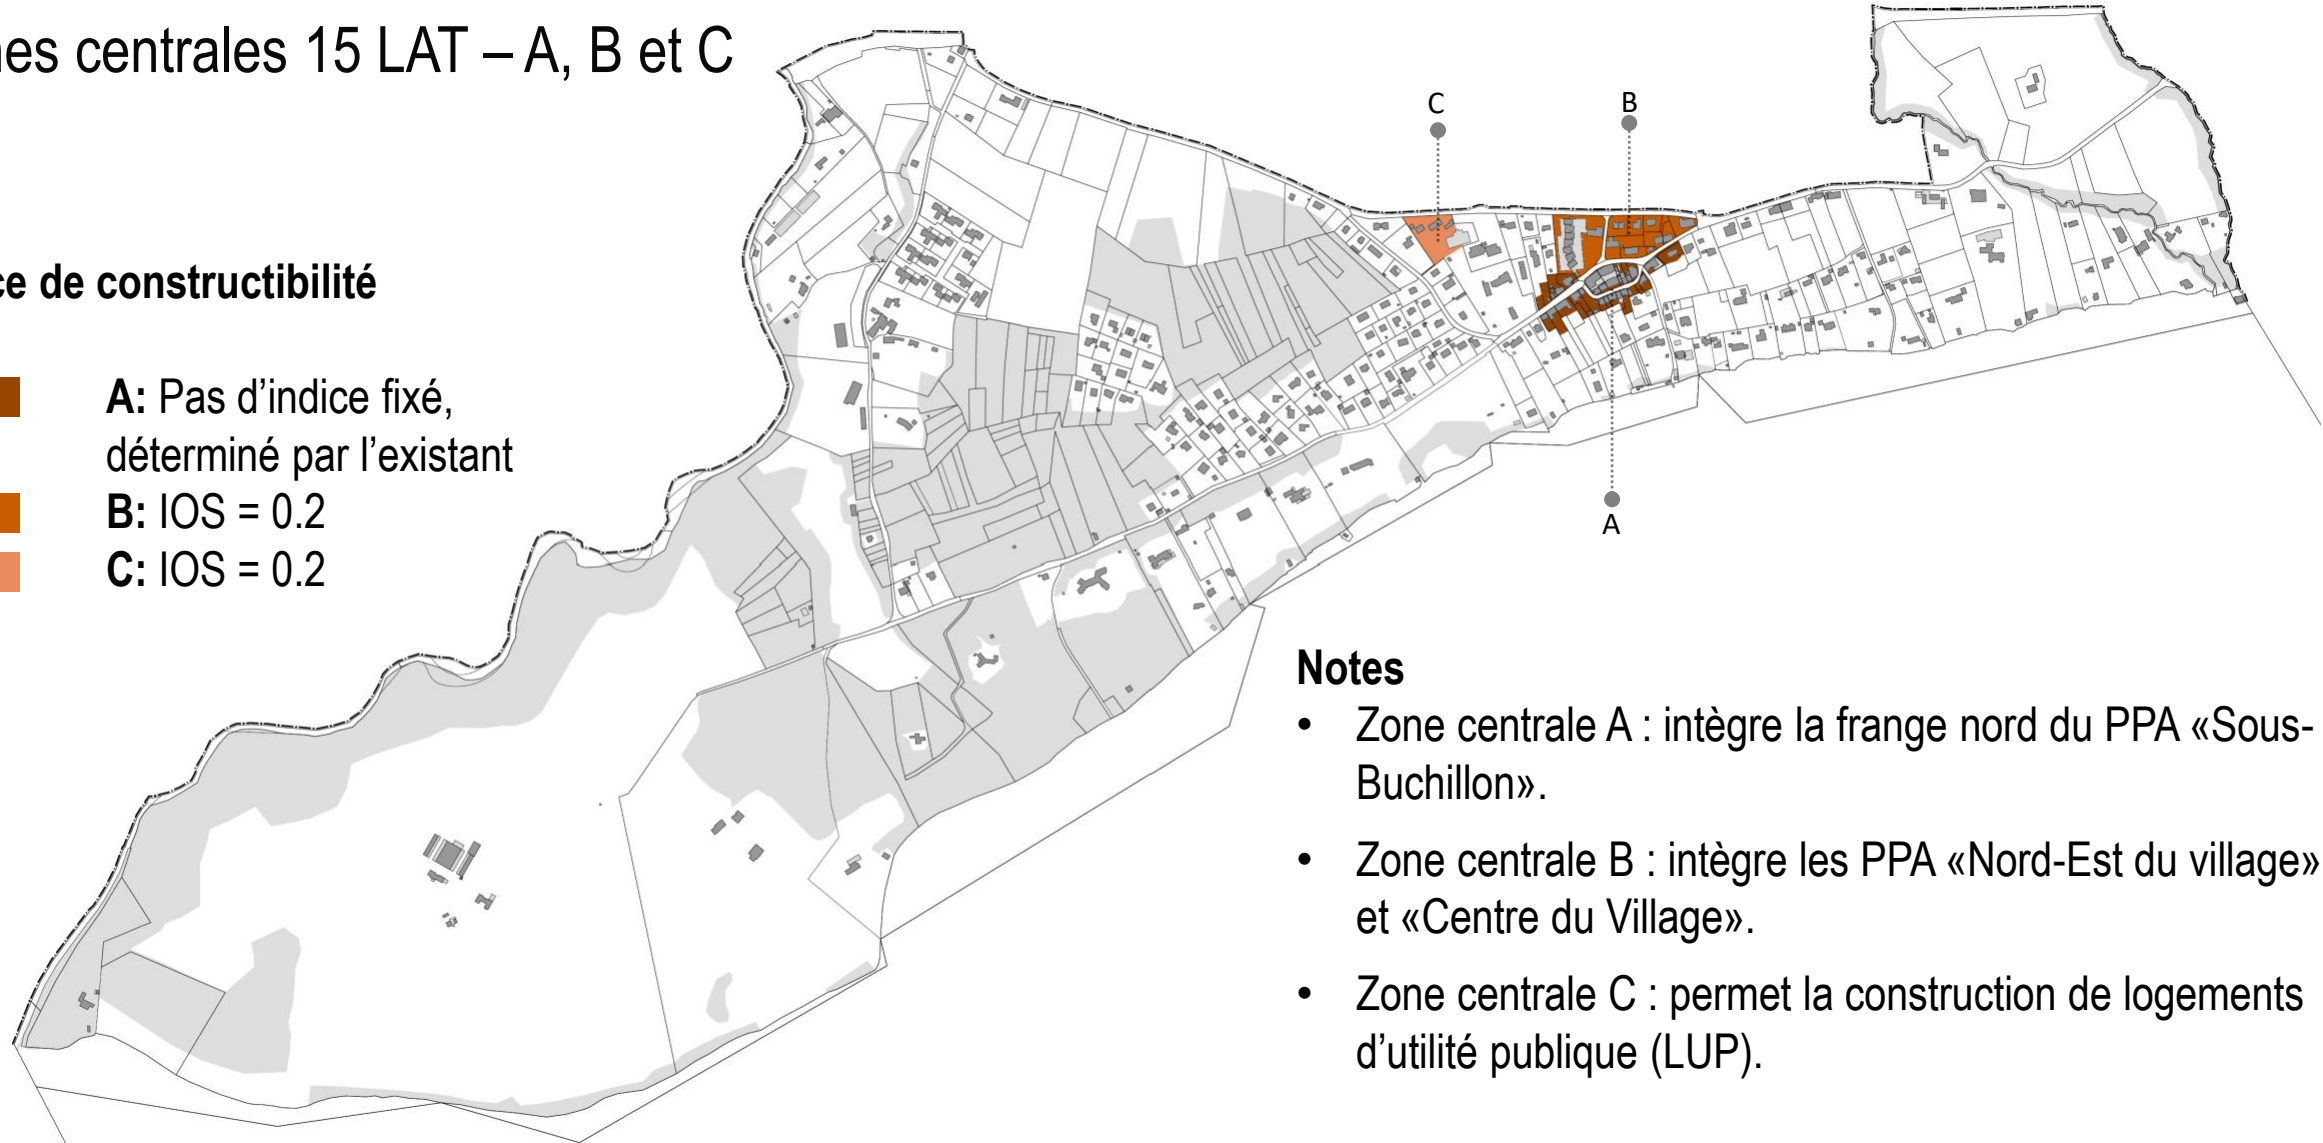 nes centrales 15 LAT – A, B et C
C
B
ce de constructibilité
A: Pas d’indice fixé,
déterminé par l’existant
B: IOS = 0.2
C: IOS = 0.2
A
Notes
• Zone centrale A : intègre la frange nord du PPA «Sous-
Buchillon».
• Zone centrale B : intègre les PPA «Nord-Est du village»
et «Centre du Village».
• Zone centrale C : permet la construction de logements
d’utilité publique (LUP).